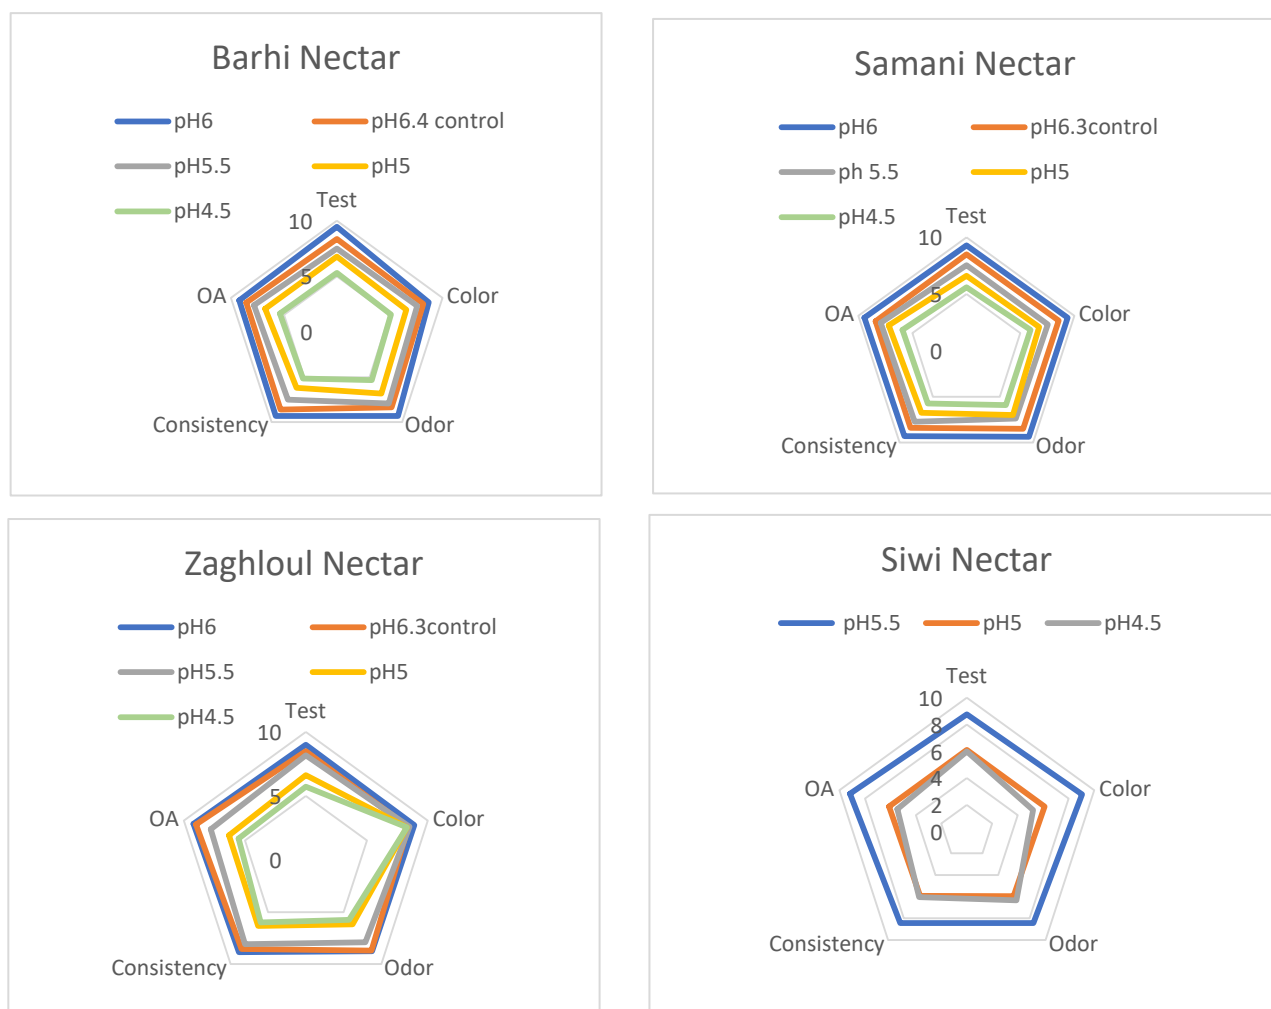 Barhi Nectar
pH6 pH6.4 control
pH5.5 pH5
pH4.5
Test
10
5
0
OA
Color
Consistency
Odor
Samani Nectar
pH6 pH6.3control
ph 5.5 pH5
pH4.5
Test
10
5
0
OA
Color
Consistency
Odor
Zaghloul Nectar
pH6 pH6.3control
pH5.5 pH5
pH4.5
Test
10
5
0
OA
Color
Consistency
Odor
Siwi Nectar
pH5.5 pH5 pH4.5
Test
10
8
6
4
2
0
OA
Color
Consistency
Odor